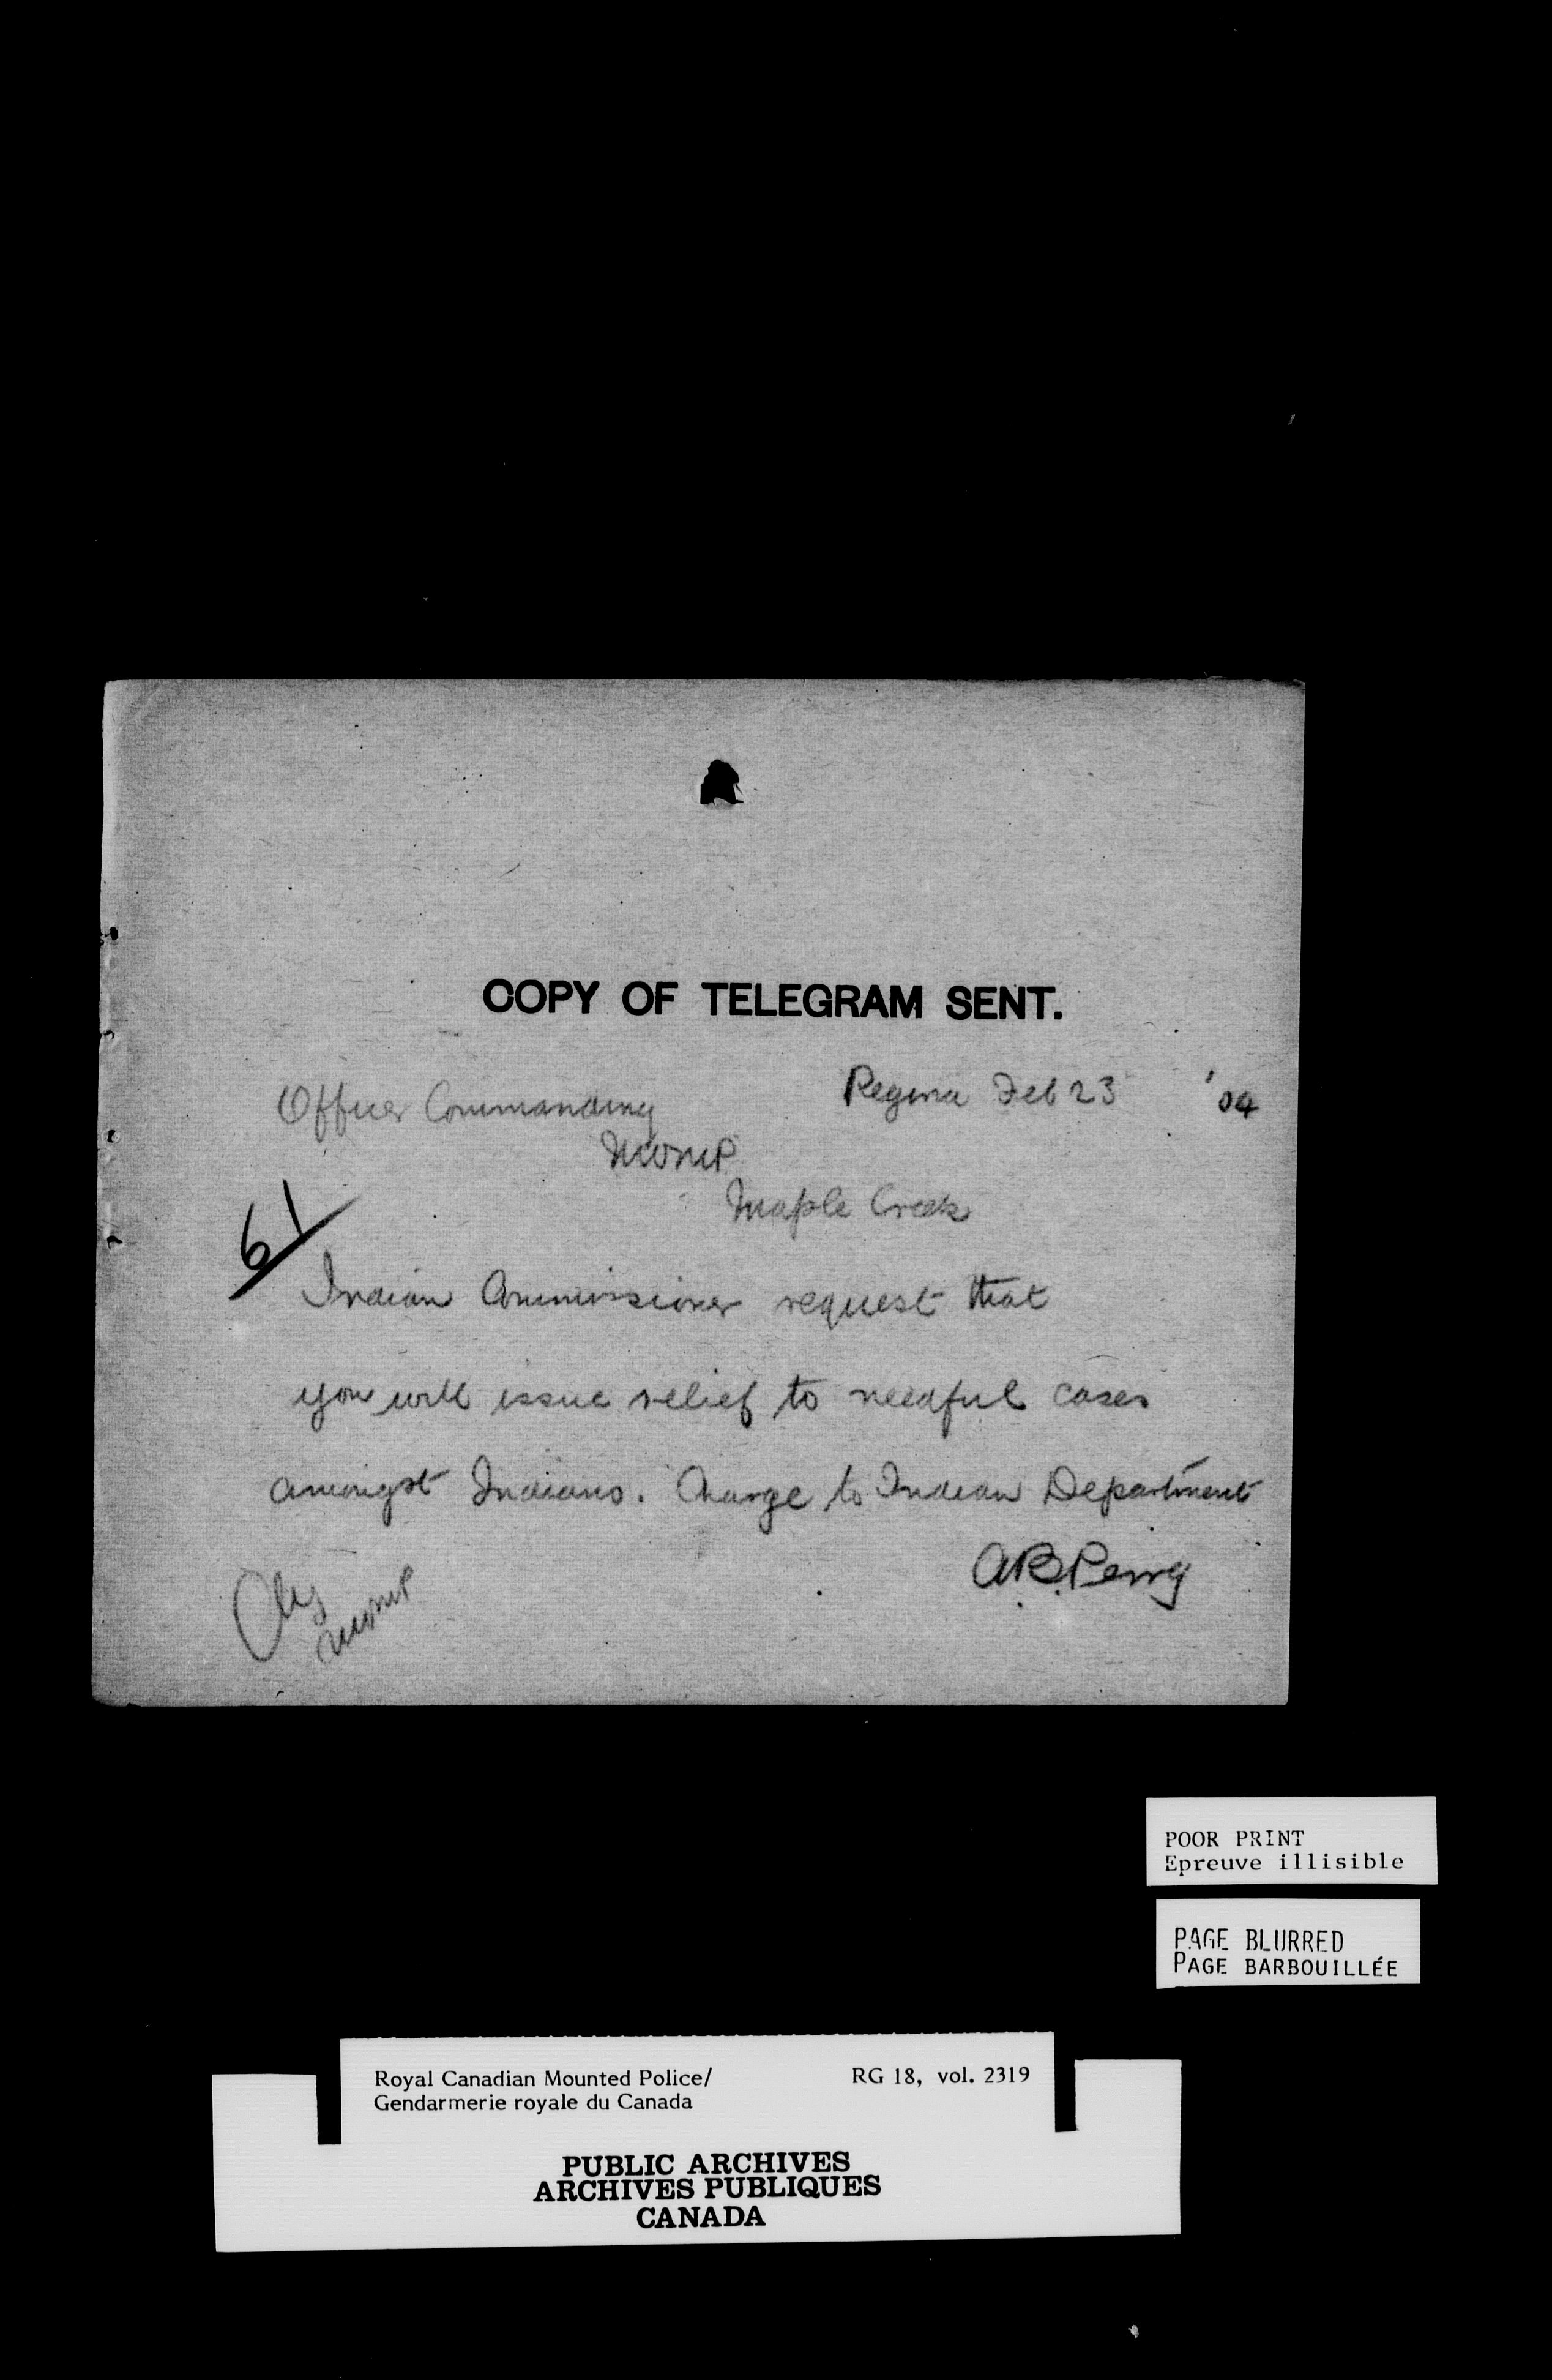 COPY OF TELEGRAM SENT.
Regina Feb 23 '04
Officer Commanding
NWMP
Maple Creek
61
Indian Commissioner request that
you will issue relief to needful cases
amongst Indians. Charge to Indian Department
A.B. Perry
NWMP
POOR PRINT
Epreuve illisible
PAGE BLURRED
PAGE BARBOUILLÉE
Royal Canadian Mounted Police/ RG 18, vol. 2319
Gendarmerie royale du Canada
PUBLIC ARCHIVES
ARCHIVES PUBLIQUES
CANADA